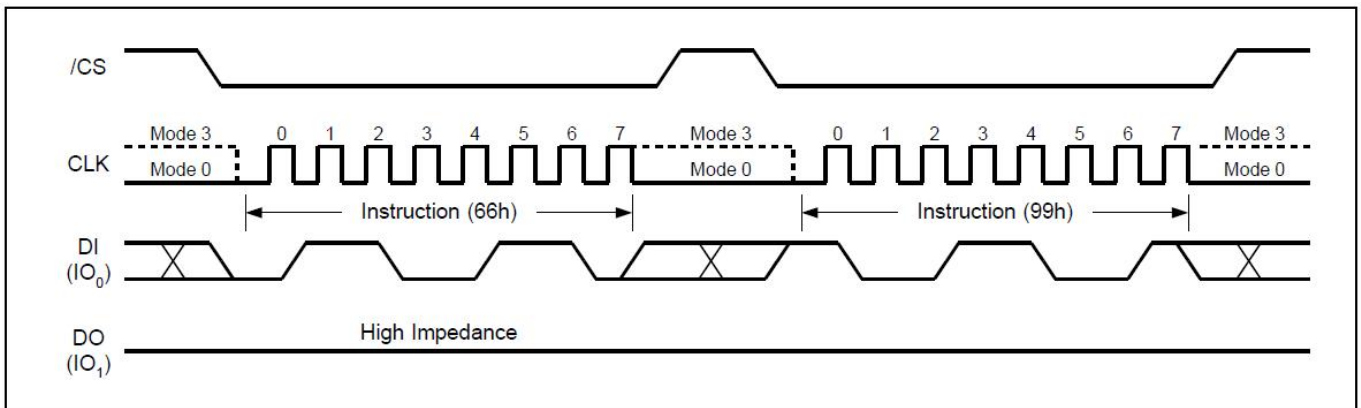 /CS
Mode 3 0 1 2 3 4 5 6 7 Mode 3 0 1 2 3 4 5 6 7 Mode 3
CLK
Mode 0 Mode 0 Mode 0
Instruction (66h) Instruction (99h)
DI
(IO₀)
High Impedance
DO
(IO₁)